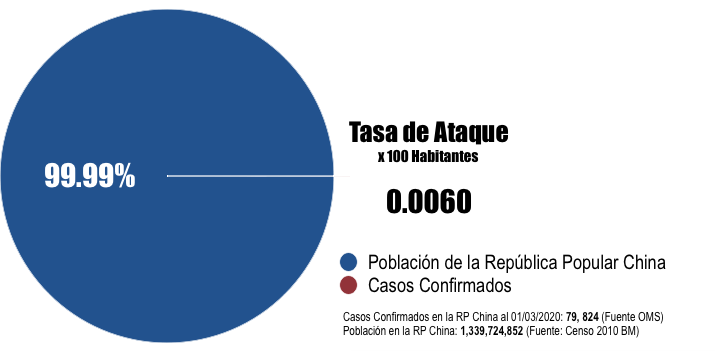 99.99%
Tasa de Ataque
x 100 Habitantes
0.0060
Población de la República Popular China
Casos Confirmados
Casos Confirmados en la RP China al 01/03/2020: 79, 824 (Fuente OMS)
Población en la RP China: 1,339,724,852 (Fuente: Censo 2010 BM)